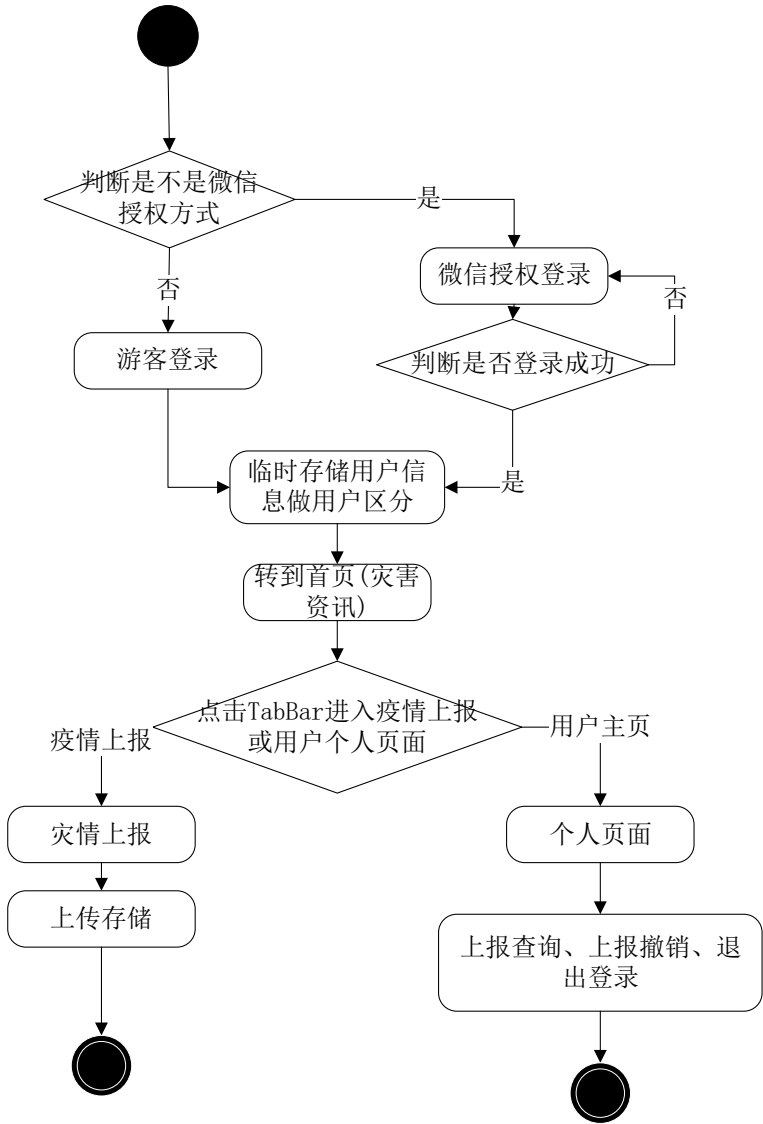 判断是不是微信
授权方式
是
微信授权登录
否
否
游客登录
判断是否登录成功
临时存储用户信
息做用户区分
是
转到首页(灾害
资讯)
点击TabBar进入疫情上报
或用户个人页面
疫情上报
用户主页
灾情上报
个人页面
上传存储
上报查询、上报撤销、退
出登录